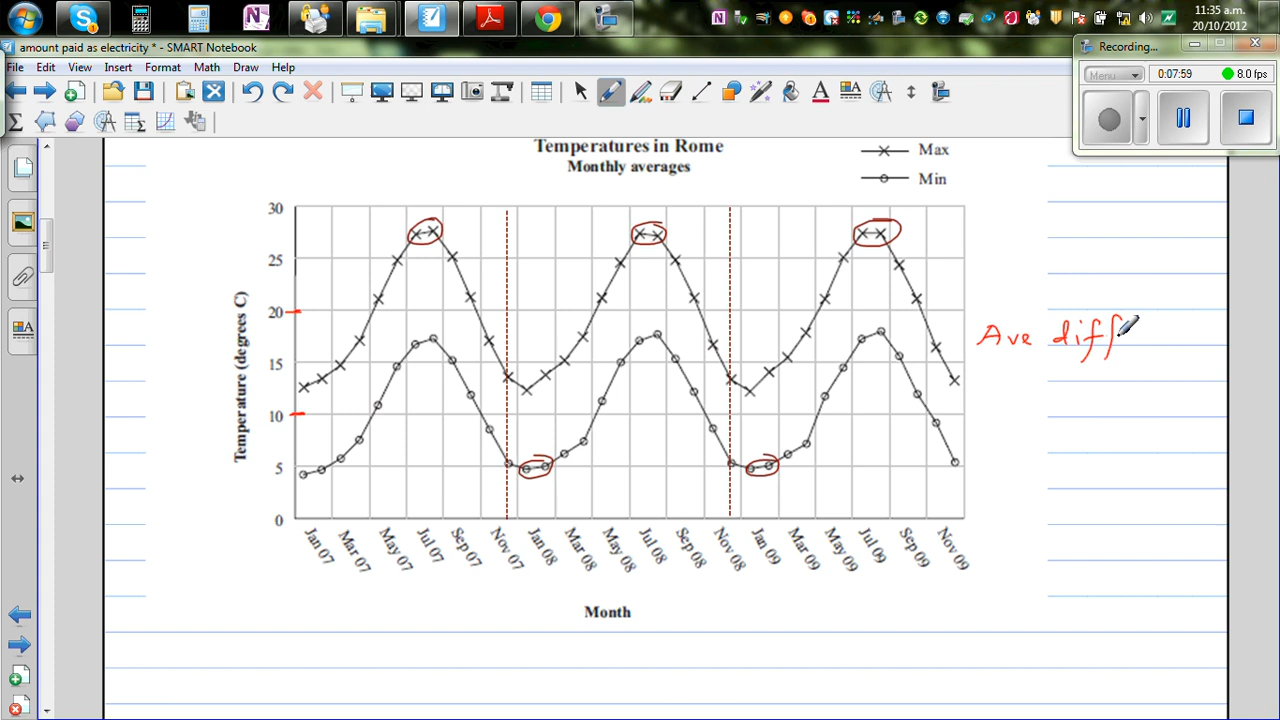 11:35 a.m.
20/10/2012
amount paid as electricity * - SMART Notebook
Recording...
File Edit View Insert Format Math Draw Help
Menu
0:07:59
8.0 fps
Temperatures in Rome
Monthly averages
Max
Min
Temperature (degrees C)
30
25
20
15
10
5
0
Ave diff
Jan 07 Mar 07 May 07 Jul 07 Sep 07 Nov 07 Jan 08 Mar 08 May 08 Jul 08 Sep 08 Nov 08 Jan 09 Mar 09 May 09 Jul 09 Sep 09 Nov 09
Month